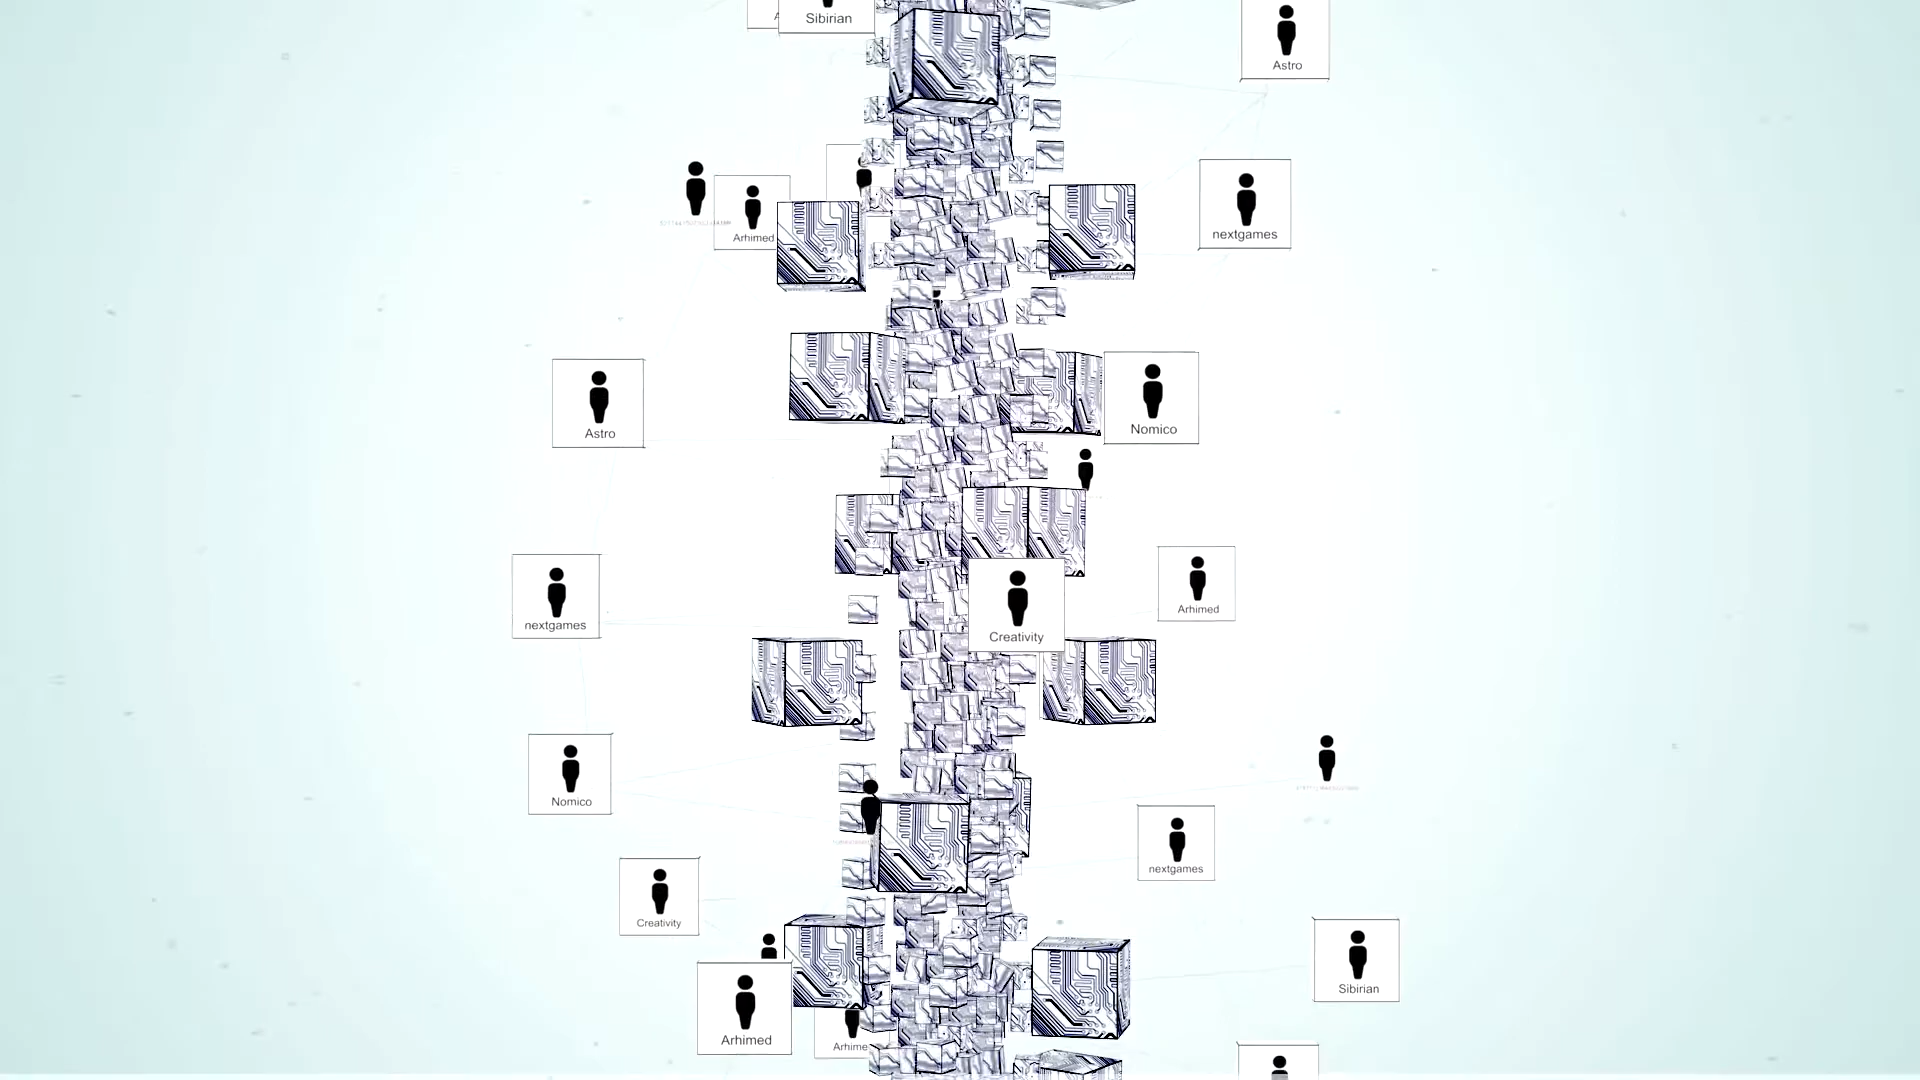 Sibirian
Astro
nextgames
Arhimed
Astro
Nomico
nextgames
Arhimed
Creativity
Nomico
nextgames
Creativity
Sibirian
Arhimed
Arhime